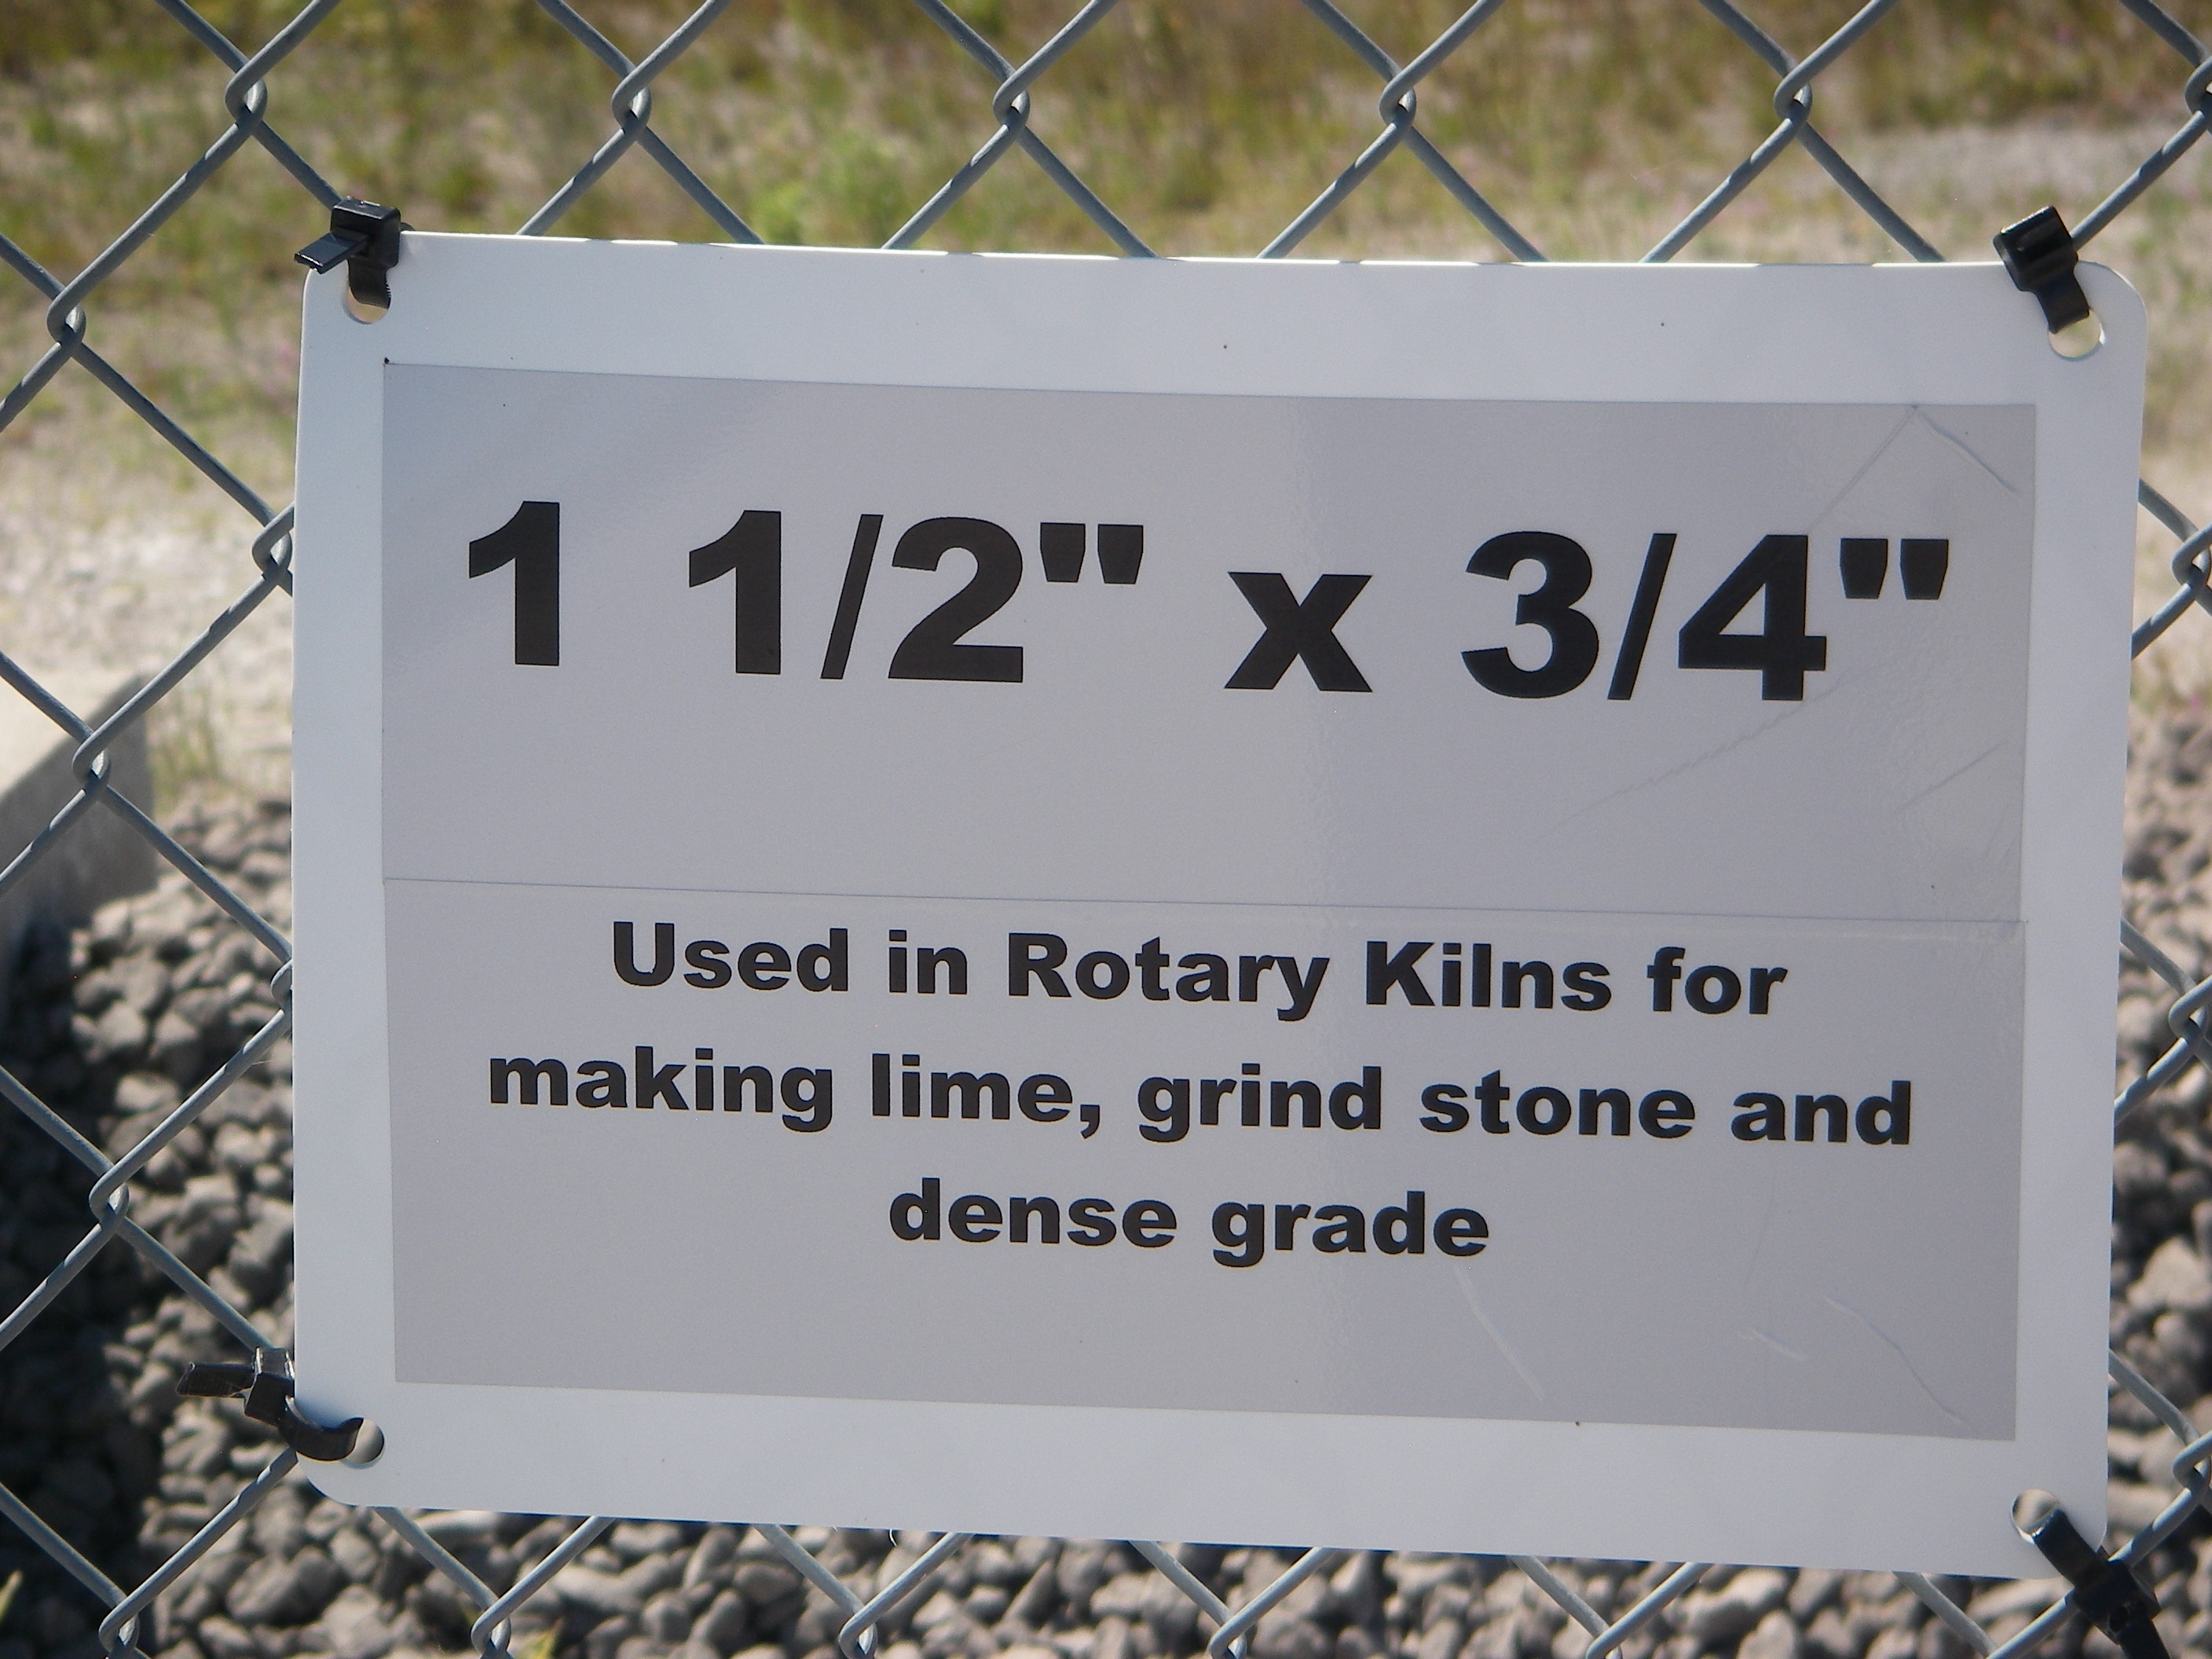 1 1/2" x 3/4"
Used in Rotary Kilns for
making lime, grind stone and
dense grade